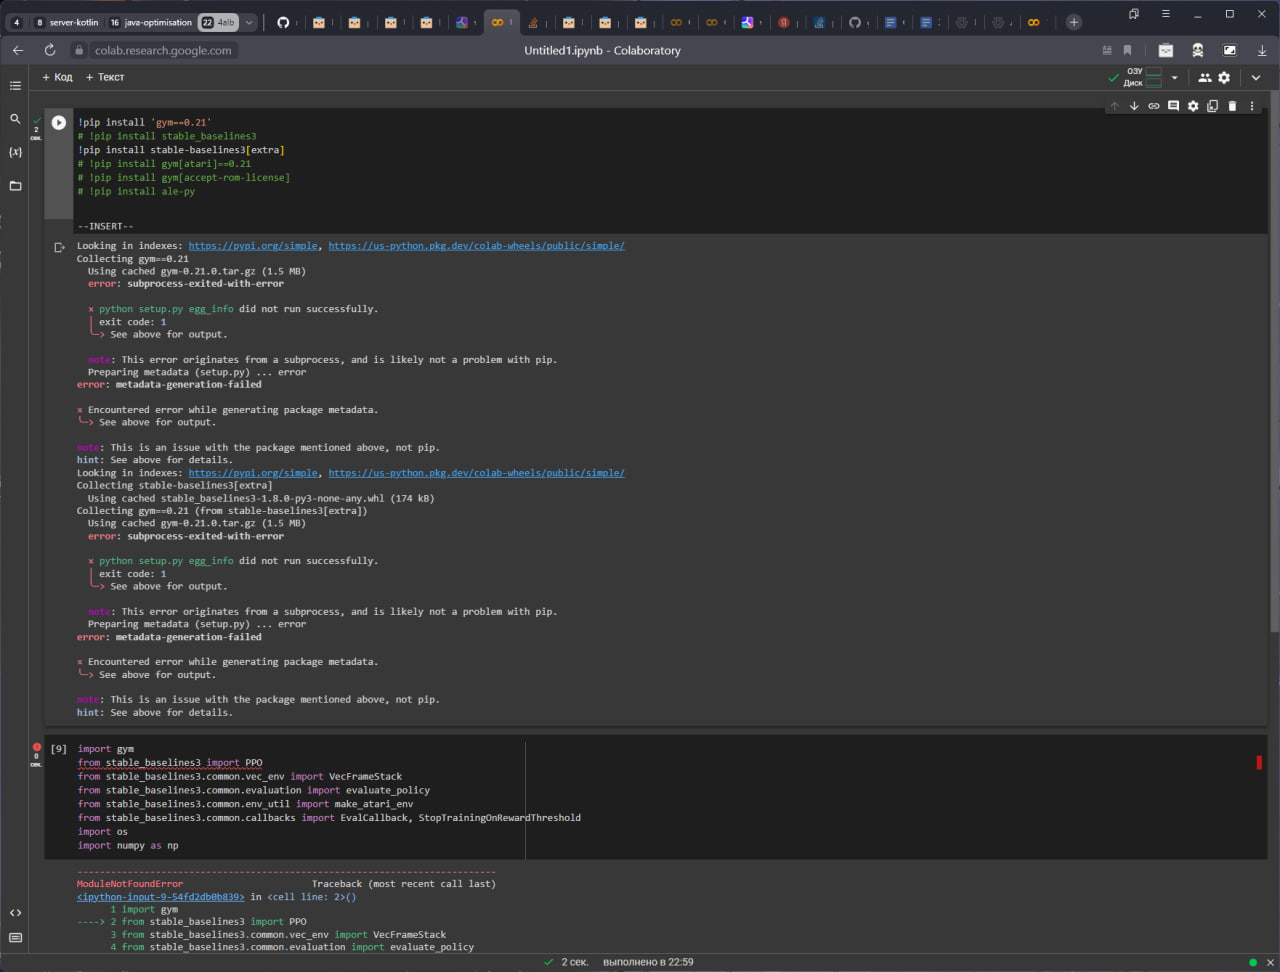 4 8 server-kotlin 16 java-optimisation 22 4alb
colab.research.google.com
Untitled1.ipynb - Colaboratory
+ Код + Текст
ОЗУ
Диск
2
сек.
!pip install 'gym==0.21'
# !pip install stable_baselines3
!pip install stable-baselines3[extra]
# !pip install gym[atari]==0.21
# !pip install gym[accept-rom-license]
# !pip install ale-py
--INSERT--
Looking in indexes: https://pypi.org/simple, https://us-python.pkg.dev/colab-wheels/public/simple/
Collecting gym==0.21
Using cached gym-0.21.0.tar.gz (1.5 MB)
error: subprocess-exited-with-error
× python setup.py egg_info did not run successfully.
│ exit code: 1
╰─> See above for output.
note: This error originates from a subprocess, and is likely not a problem with pip.
Preparing metadata (setup.py) ... error
error: metadata-generation-failed
× Encountered error while generating package metadata.
╰─> See above for output.
note: This is an issue with the package mentioned above, not pip.
hint: See above for details.
Looking in indexes: https://pypi.org/simple, https://us-python.pkg.dev/colab-wheels/public/simple/
Collecting stable-baselines3[extra]
Using cached stable_baselines3-1.8.0-py3-none-any.whl (174 kB)
Collecting gym==0.21 (from stable-baselines3[extra])
Using cached gym-0.21.0.tar.gz (1.5 MB)
error: subprocess-exited-with-error
× python setup.py egg_info did not run successfully.
│ exit code: 1
╰─> See above for output.
note: This error originates from a subprocess, and is likely not a problem with pip.
Preparing metadata (setup.py) ... error
error: metadata-generation-failed
× Encountered error while generating package metadata.
╰─> See above for output.
note: This is an issue with the package mentioned above, not pip.
hint: See above for details.
0
сек.
[9] import gym
from stable_baselines3 import PPO
from stable_baselines3.common.vec_env import VecFrameStack
from stable_baselines3.common.evaluation import evaluate_policy
from stable_baselines3.common.env_util import make_atari_env
from stable_baselines3.common.callbacks import EvalCallback, StopTrainingOnRewardThreshold
import os
import numpy as np
---------------------------------------------------------------------------
ModuleNotFoundError Traceback (most recent call last)
<ipython-input-9-54fd2db0b839> in <cell line: 2>()
1 import gym
----> 2 from stable_baselines3 import PPO
3 from stable_baselines3.common.vec_env import VecFrameStack
4 from stable_baselines3.common.evaluation import evaluate_policy
2 сек. выполнено в 22:59